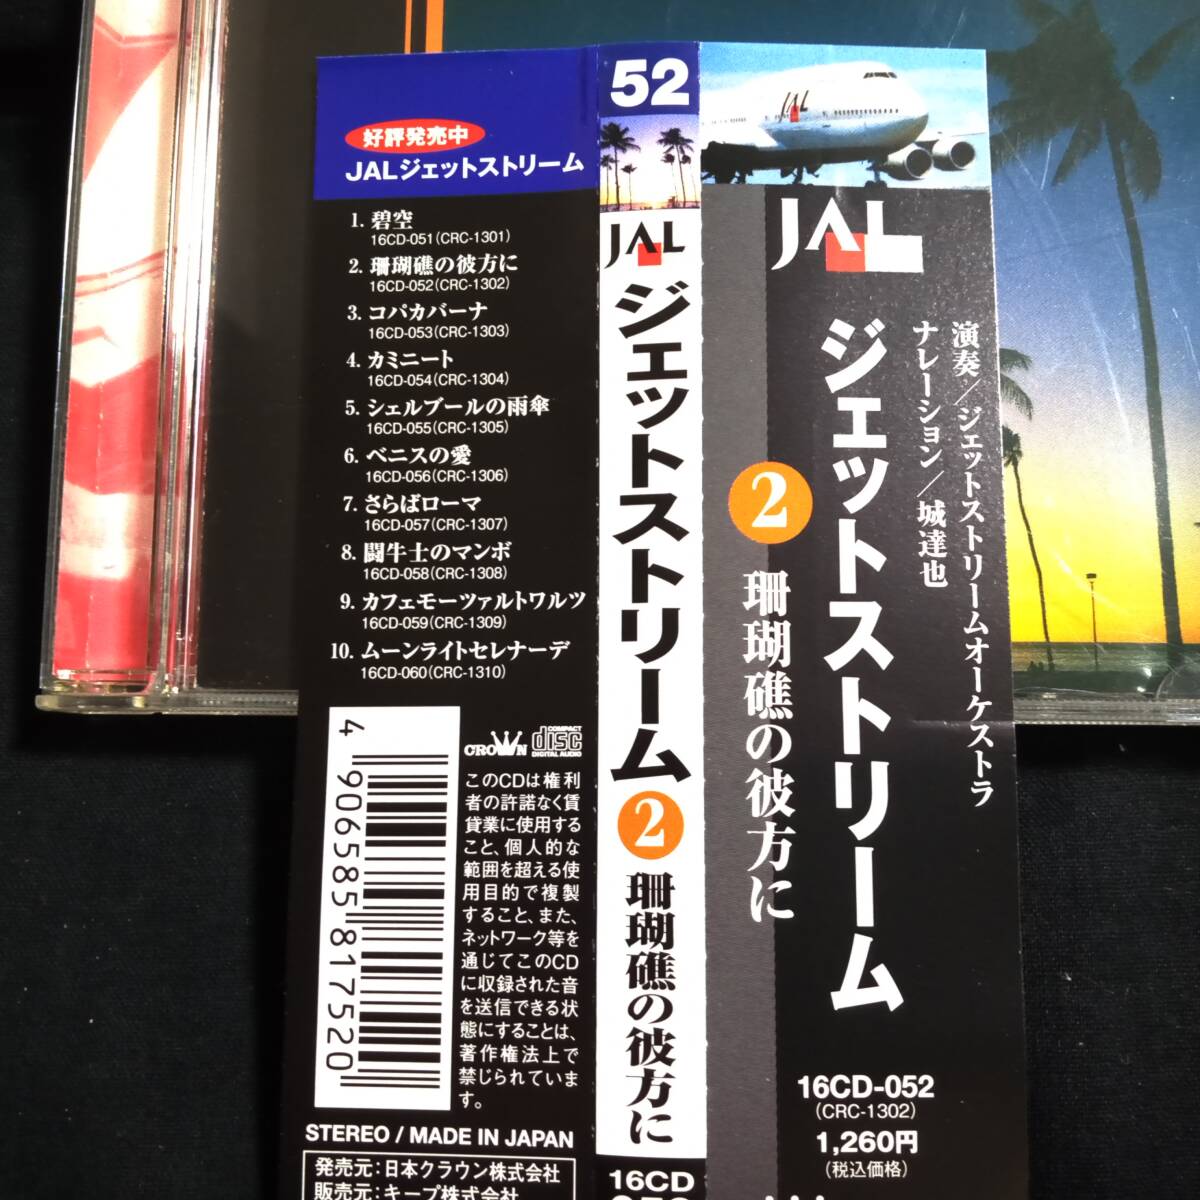 好評発売中
JALジェットストリーム
1. 碧空
16CD-051(CRC-1301)
2. 珊瑚礁の彼方に
16CD-052(CRC-1302)
3. コパカバーナ
16CD-053(CRC-1303)
4. カミニート
16CD-054(CRC-1304)
5. シェルブールの雨傘
16CD-055(CRC-1305)
6. ベニスの愛
16CD-056(CRC-1306)
7. さらばローマ
16CD-057(CRC-1307)
8. 闘牛士のマンボ
16CD-058(CRC-1308)
9. カフェモーツァルトワルツ
16CD-059(CRC-1309)
10. ムーンライトセレナーデ
16CD-060(CRC-1310)
4 906585 817520
CROWN
COMPACT
disc
DIGITAL AUDIO
このCDは権利
者の許諾なく賃
貸業に使用する
こと、個人的な
範囲を超える使
用目的で複製
すること、また、
ネットワーク等を
通じてこのCD
に収録された音
を送信できる状
態にすることは、
著作権法上で
禁じられていま
す。
STEREO / MADE IN JAPAN
発売元:日本クラウン株式会社
販売元:キープ株式会社
52
JAL
ジェットストリーム
2
珊瑚礁の彼方に
16CD
JAL
JAL
演奏/ジェットストリームオーケストラ
ナレーション/城達也
ジェットストリーム
2
珊瑚礁の彼方に
16CD-052
(CRC-1302)
1,260円
(税込価格)